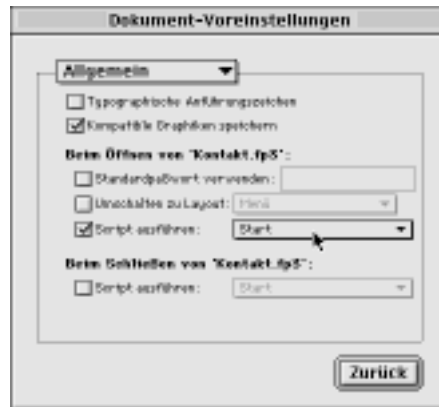 Dokument-Voreinstellungen
Allgemein
Typographische Anführungszeichen
Kompatible Graphiken speichern
Beim Öffnen von "Kontakt.fp3":
Standardpaßwort verwenden:
Umschalten zu Layout: Menü
Script ausführen: Start
Beim Schließen von "Kontakt.fp3":
Script ausführen: Start
Zurück